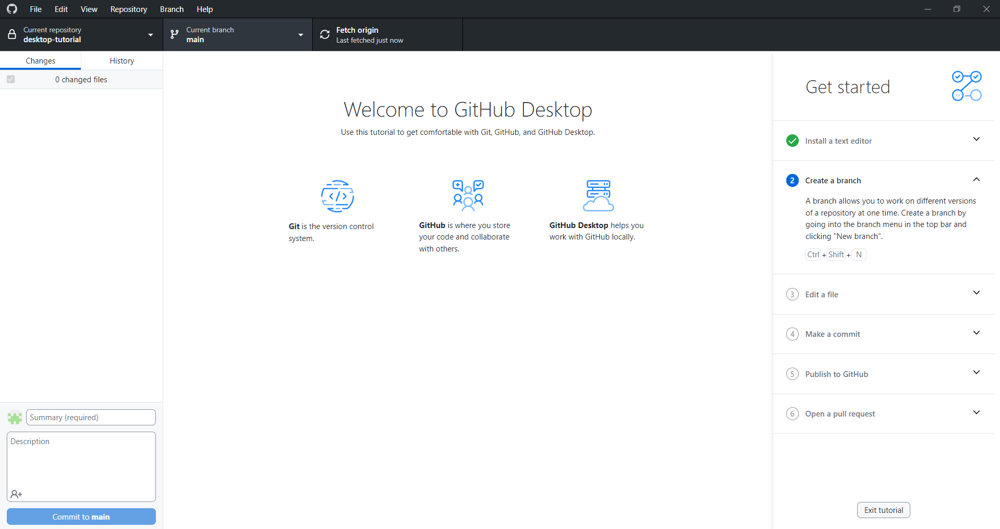 File Edit View Repository Branch Help
Current repository
desktop-tutorial
Current branch
main
Fetch origin
Last fetched just now
Changes
History
0 changed files
Summary (required)
Description
Commit to main
Welcome to GitHub Desktop
Use this tutorial to get comfortable with Git, GitHub, and GitHub Desktop.
Git is the version control
system.
GitHub is where you store
your code and collaborate
with others.
GitHub Desktop helps you
work with GitHub locally.
Get started
Install a text editor
2 Create a branch
A branch allows you to work on different versions
of a repository at one time. Create a branch by
going into the branch menu in the top bar and
clicking "New branch".
Ctrl + Shift + N
3 Edit a file
4 Make a commit
5 Publish to GitHub
6 Open a pull request
Exit tutorial